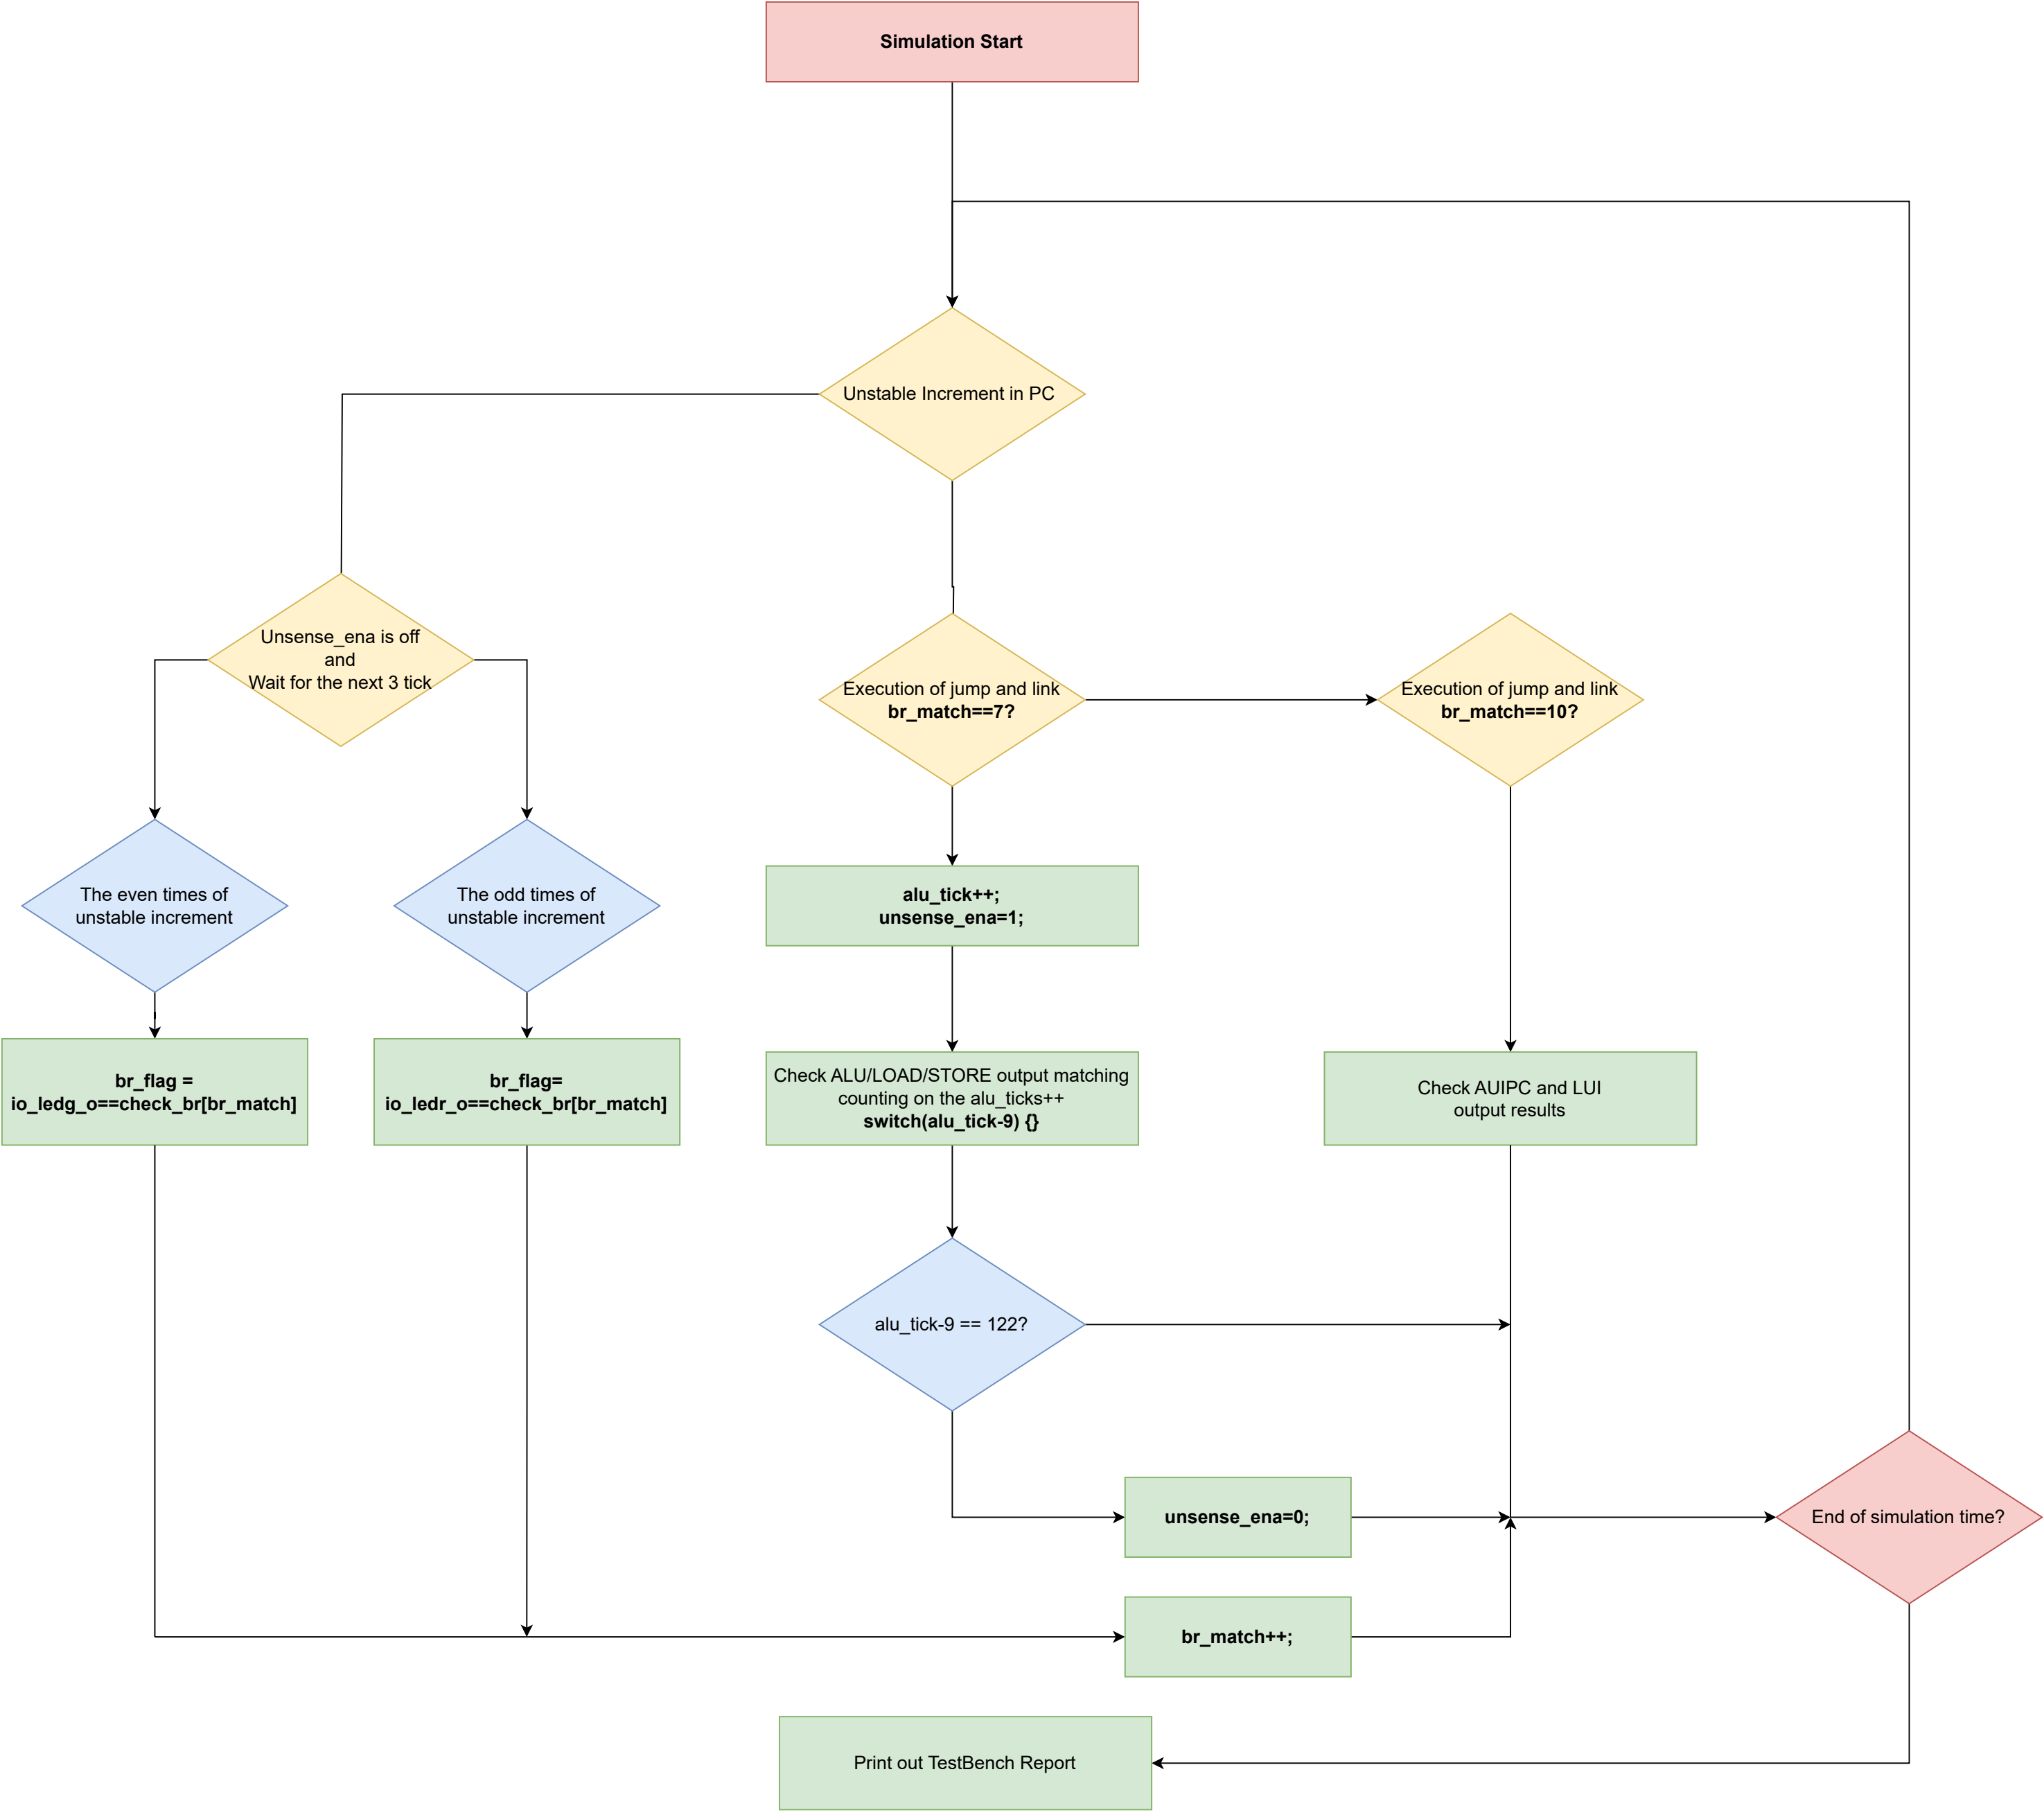 Simulation Start
Unstable Increment in PC
Unsense_ena is off
and
Wait for the next 3 tick
Execution of jump and link
br_match==7?
Execution of jump and link
br_match==10?
The even times of
unstable increment
The odd times of
unstable increment
alu_tick++;
unsense_ena=1;
br_flag =
io_ledg_o==check_br[br_match]
br_flag=
io_ledr_o==check_br[br_match]
Check ALU/LOAD/STORE output matching
counting on the alu_ticks++
switch(alu_tick-9) {}
Check AUIPC and LUI
output results
alu_tick-9 == 122?
unsense_ena=0;
End of simulation time?
br_match++;
Print out TestBench Report